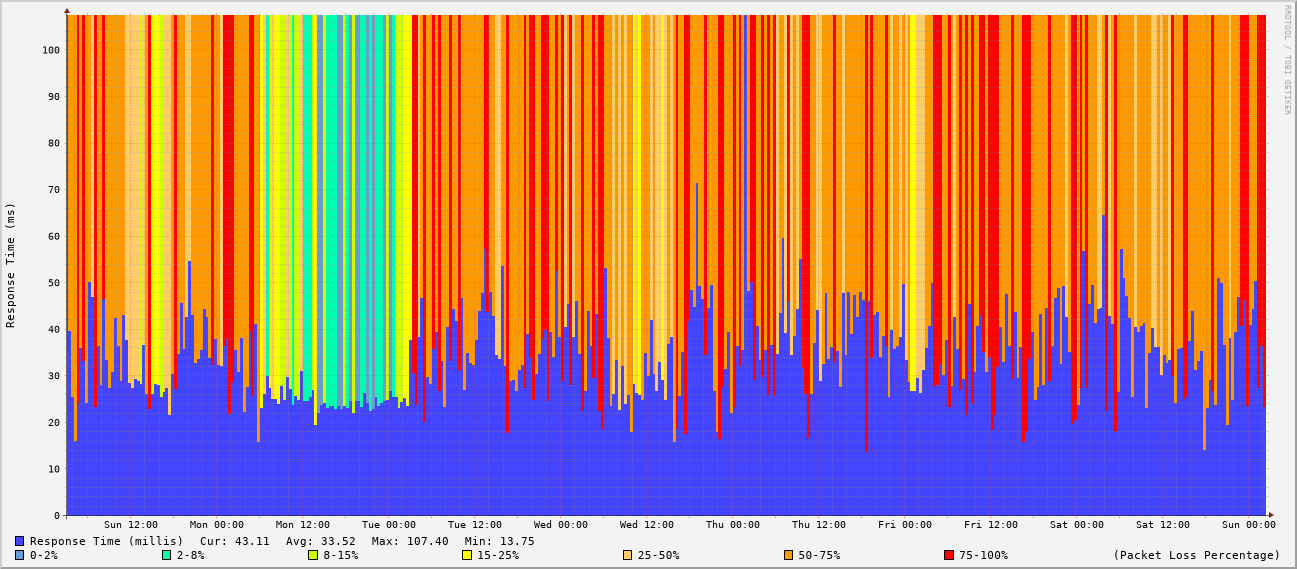 RRDTOOL / TOBI OETIKER
Response Time (ms)
100
90
80
70
60
50
40
30
20
10
0
Sun 12:00 Mon 00:00 Mon 12:00 Tue 00:00 Tue 12:00 Wed 00:00 Wed 12:00 Thu 00:00 Thu 12:00 Fri 00:00 Fri 12:00 Sat 00:00 Sat 12:00 Sun 00:00
Response Time (millis) Cur: 43.11 Avg: 33.52 Max: 107.40 Min: 13.75
0-2% 2-8% 8-15% 15-25% 25-50% 50-75% 75-100% (Packet Loss Percentage)